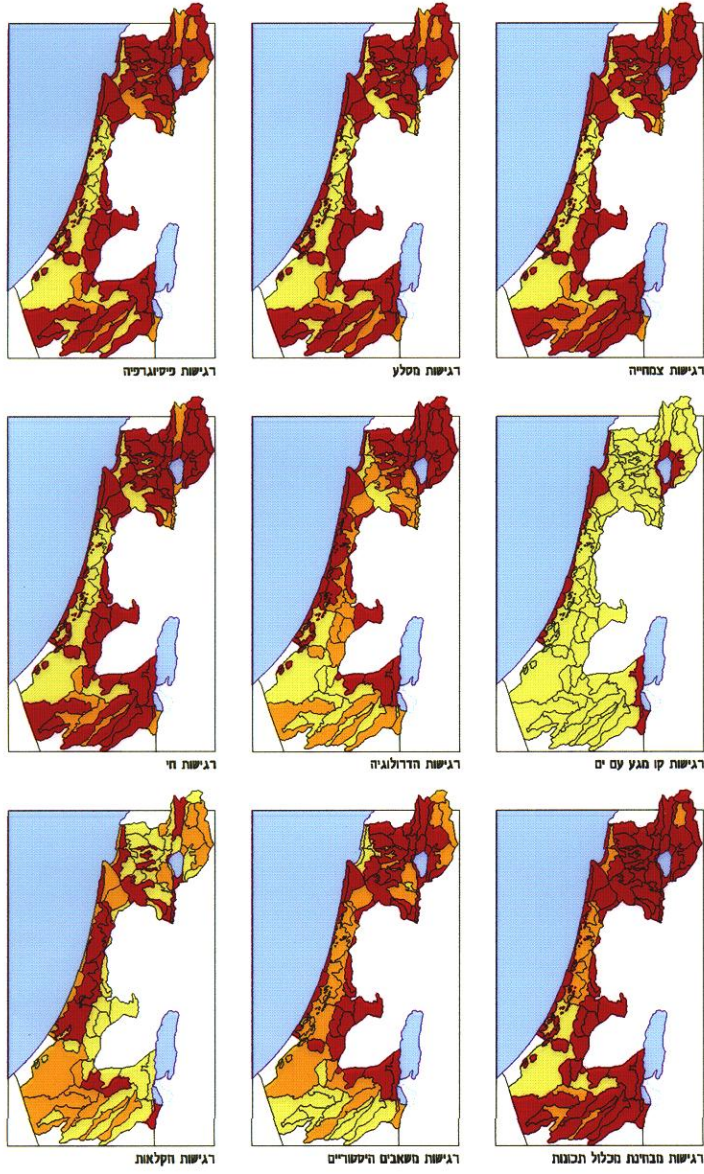 רגישות צמחייה
רגישות מסלע
רגישות פיסיוגרפיה
רגישות קו מגע עם ים
רגישות הדרולוגיה
רגישות חי
רגישות מבחינת מכלול תכונות
רגישות משאבים היסטוריים
רגישות חקלאות